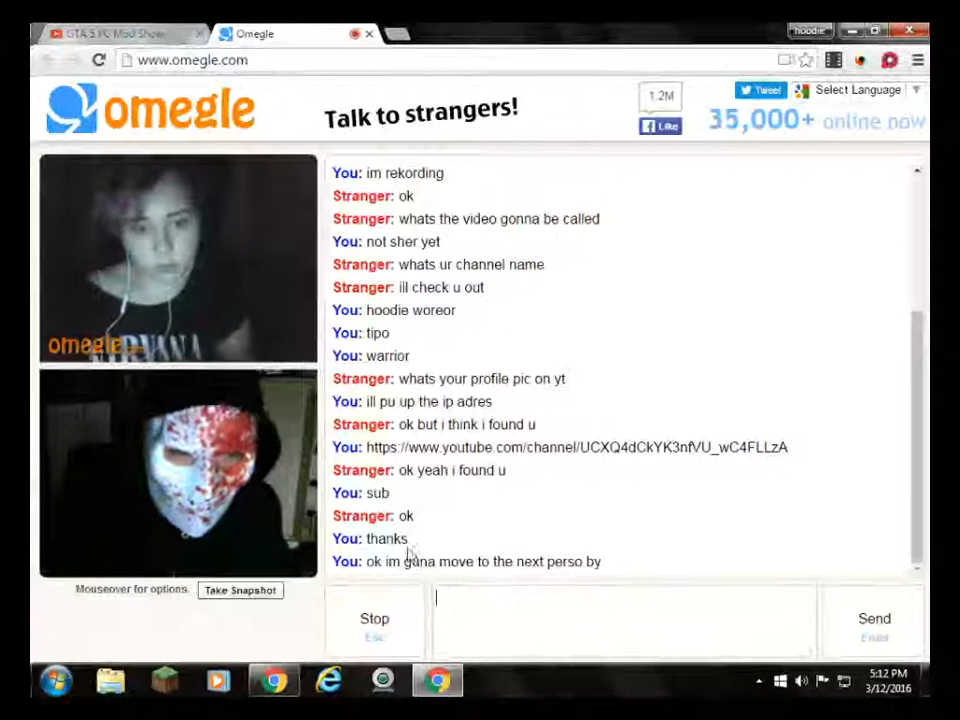 GTA 5 PC Mod Show
Omegle
hoodie
www.omegle.com
omegle
Talk to strangers!
1.2M
Like
Tweet
Select Language
35,000+ online now
You: im rekording
Stranger: ok
Stranger: whats the video gonna be called
You: not sher yet
Stranger: whats ur channel name
Stranger: ill check u out
You: hoodie woreor
You: tipo
You: warrior
Stranger: whats your profile pic on yt
You: ill pu up the ip adres
Stranger: ok but i think i found u
You: https://www.youtube.com/channel/UCXQ4dCkYK3nfVU_wC4FLLzA
Stranger: ok yeah i found u
You: sub
Stranger: ok
You: thanks
You: ok im guna move to the next perso by
omegle.com
NIRVANA
Mouseover for options.
Take Snapshot
Stop
Esc
Send
Enter
5:12 PM
3/12/2016